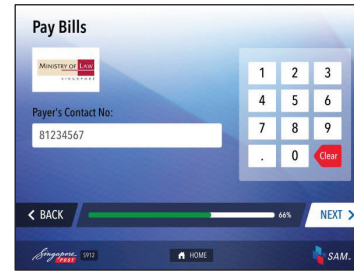 Pay Bills
MINISTRY OF LAW
SINGAPORE
Payer's Contact No:
81234567
1 2 3
4 5 6
7 8 9
. 0 Clear
< BACK
66%
NEXT >
Singapore POST S912
HOME
SAM